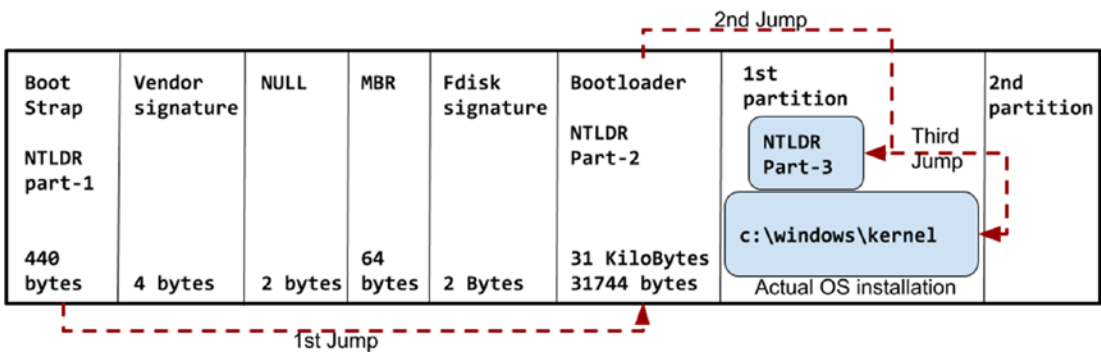 2nd Jump
Boot
Strap
NTLDR
part-1
440
bytes
Vendor
signature
4 bytes
NULL
2 bytes
MBR
64
bytes
Fdisk
signature
2 Bytes
Bootloader
NTLDR
Part-2
31 KiloBytes
31744 bytes
1st
partition
NTLDR
Part-3
Third
Jump
c:\windows\kernel
Actual OS installation
2nd
partition
1st Jump